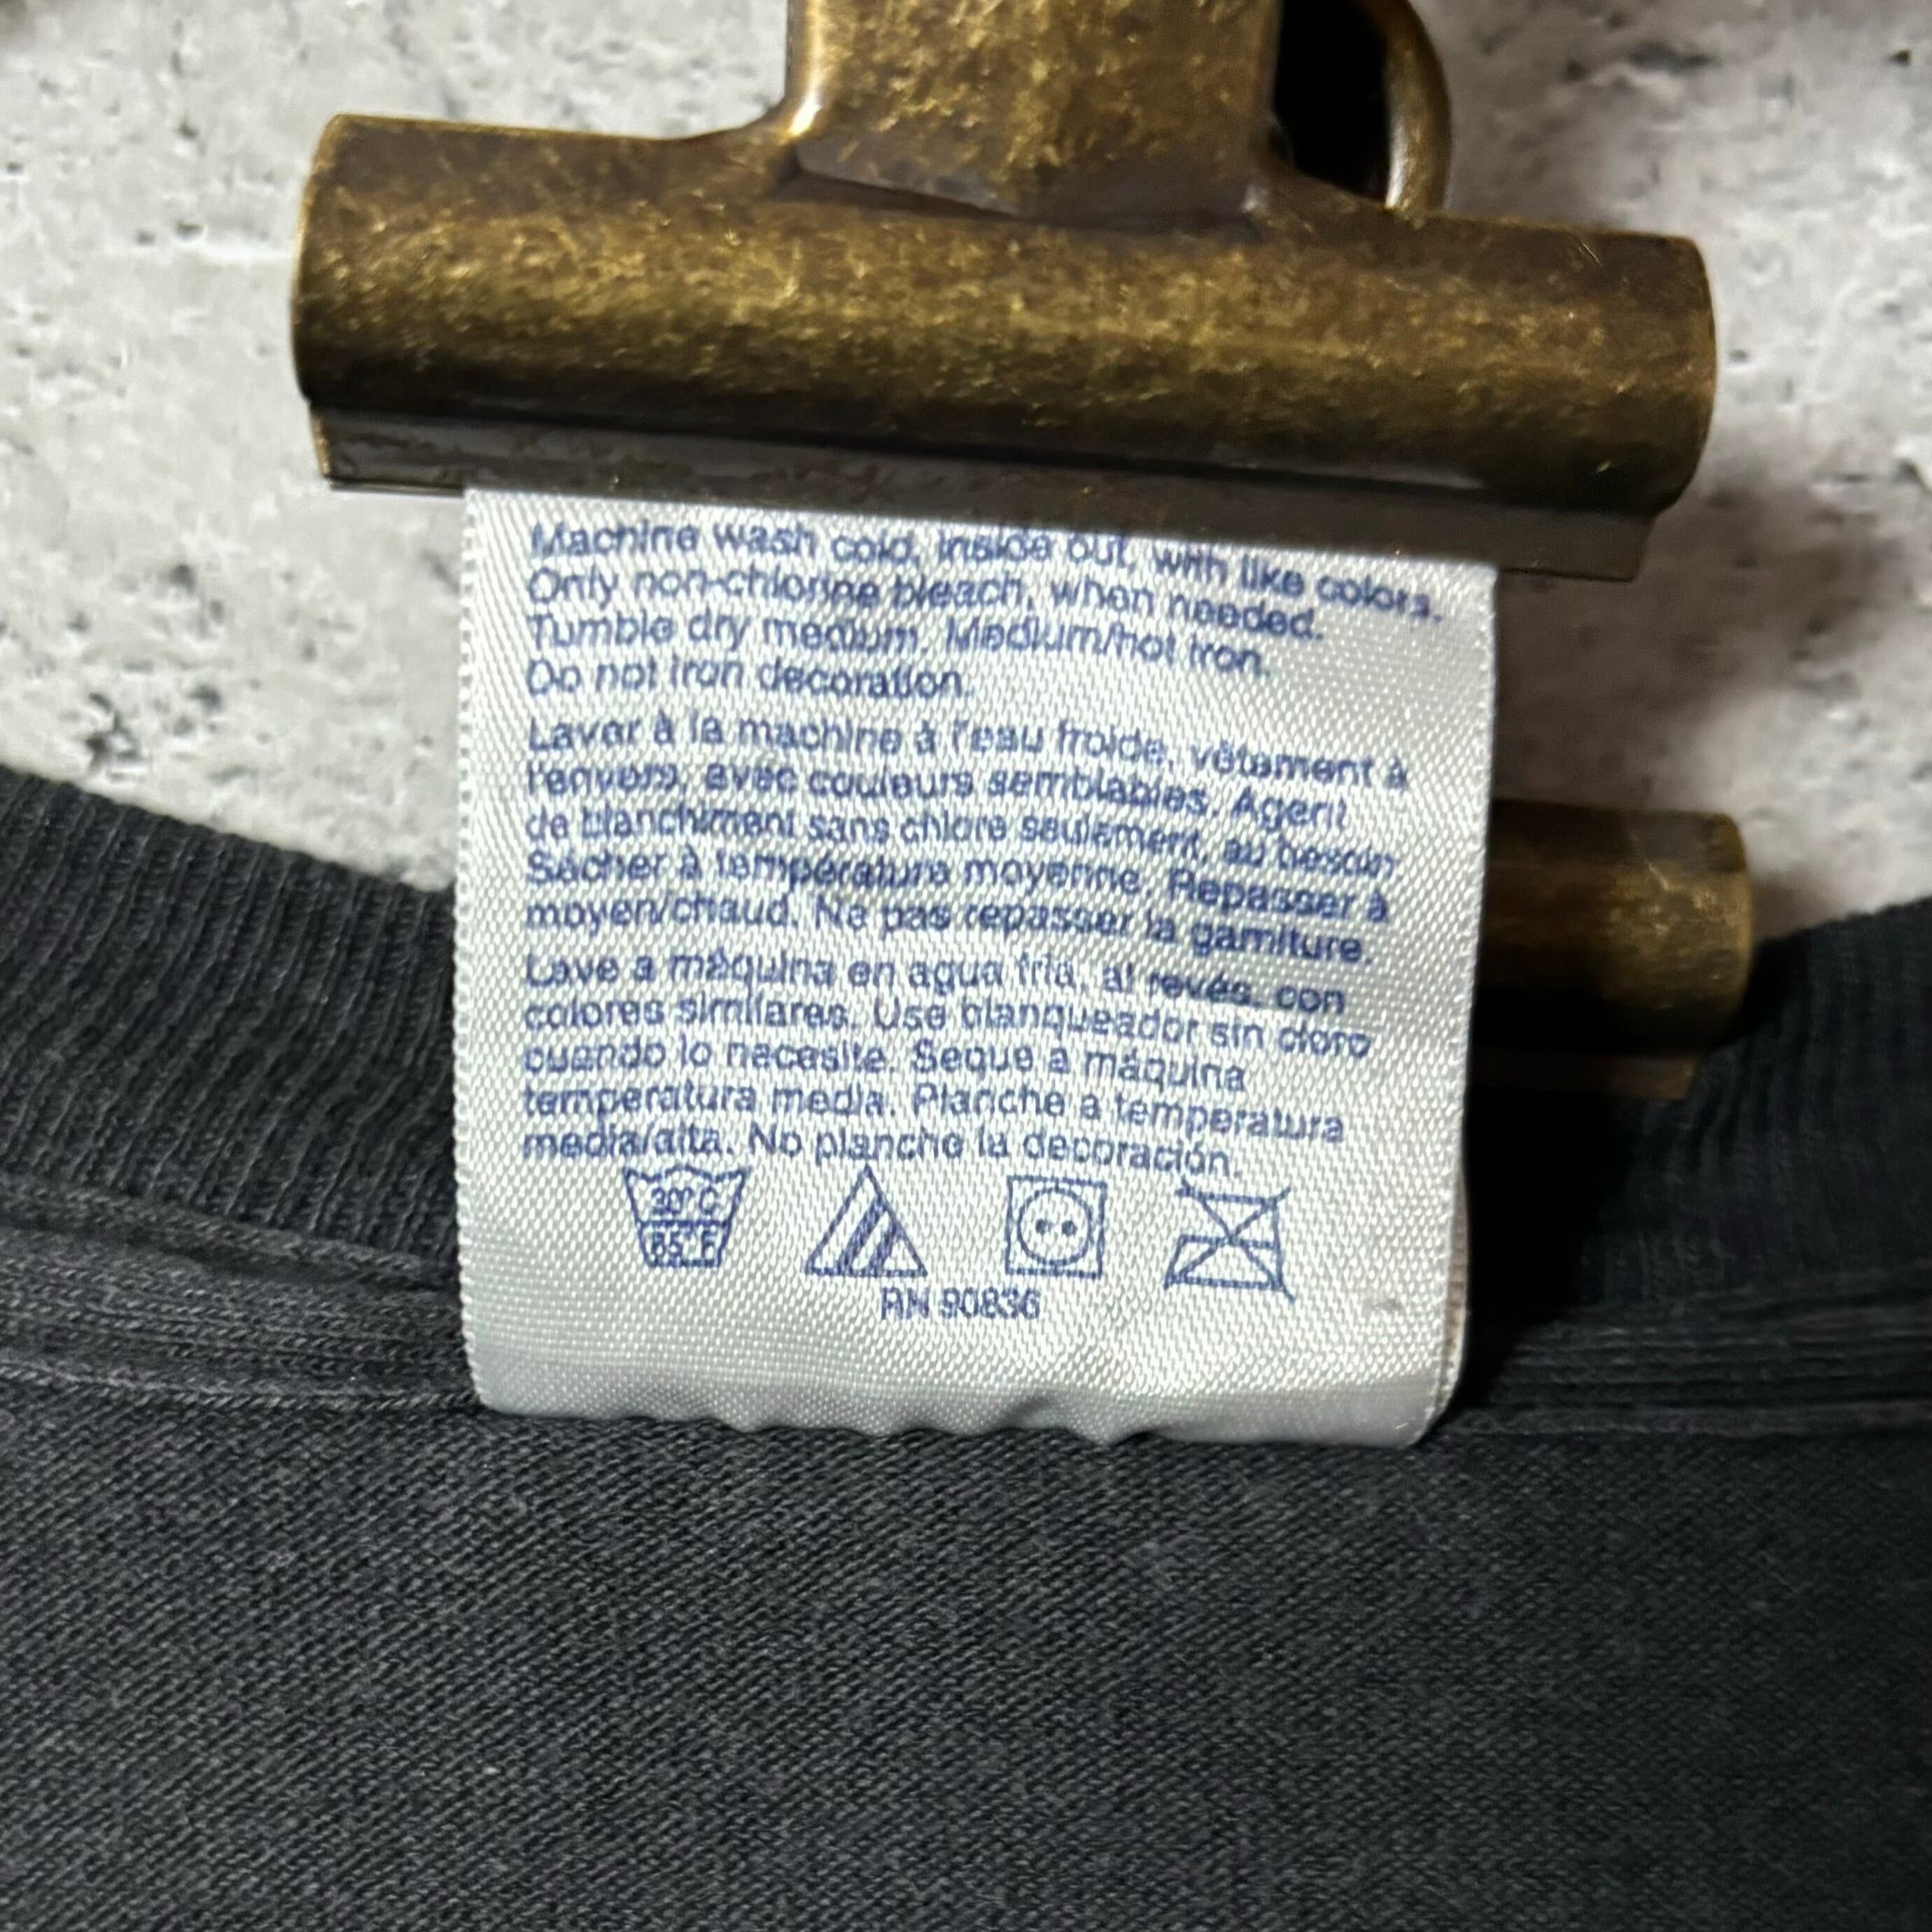 Machine wash cold, inside out, with like colors.
Only non-chlorine bleach, when needed.
Tumble dry medium. Medium/hot iron.
Do not iron decoration.
Laver à la machine à l'eau froide, vêtement à
l'envers, avec couleurs semblables. Agent
de blanchiment sans chlore seulement, au besoin
Sécher à température moyenne. Repasser à
moyen/chaud. Ne pas repasser la garniture.
Lave a máquina en agua fría, al revés, con
colores similares. Use blanqueador sin cloro
cuando lo necesite. Seque a máquina
temperatura media. Planche a temperatura
media/alta. No planche la decoración.
30° C
85° F
RN 90836